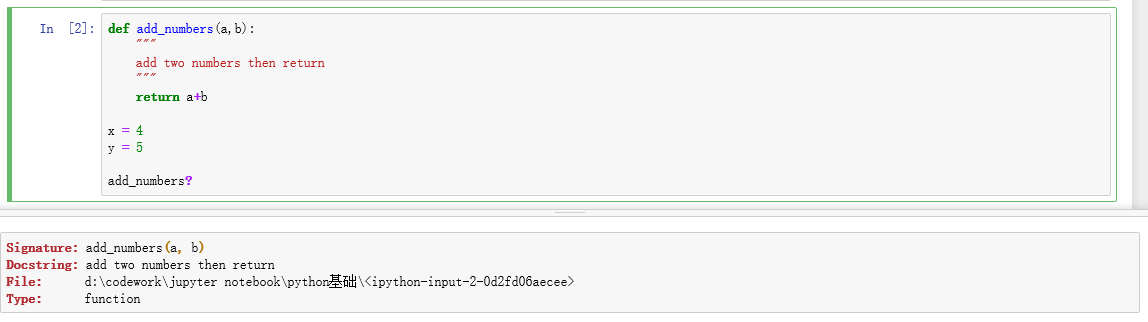 In [2]: def add_numbers(a,b):
"""
add two numbers then return
"""
return a+b
x = 4
y = 5
add_numbers?
Signature: add_numbers(a, b)
Docstring: add two numbers then return
File: d:\codework\jupyter notebook\python基础\<ipython-input-2-0d2fd06aecee>
Type: function